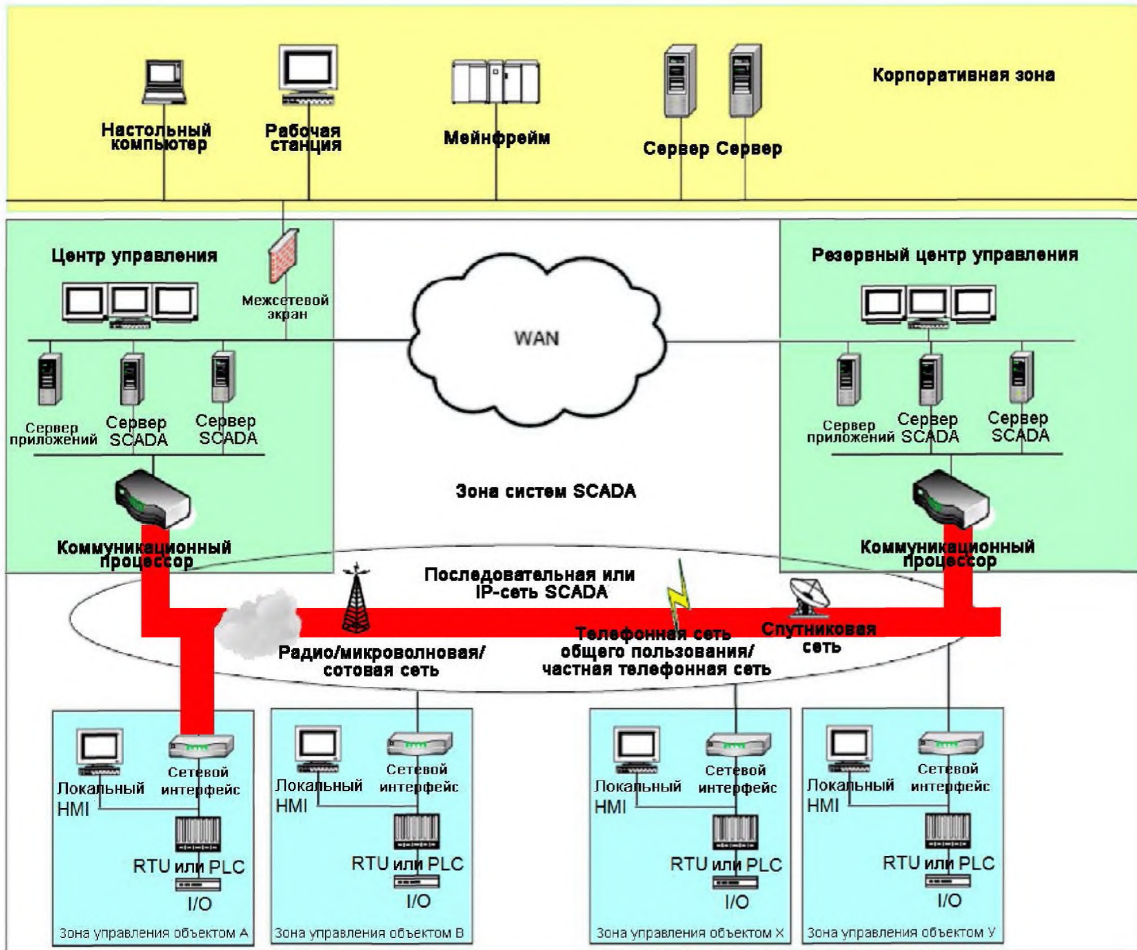 Корпоративная зона
Настольный
компьютер
Рабочая
станция
Мейнфрейм
Сервер
Сервер
Центр управления
Межсетевой
экран
Сервер
приложений
Сервер
SCADA
Сервер
SCADA
Коммуникационный
процессор
WAN
Зона систем SCADA
Резервный центр управления
Сервер
приложений
Сервер
SCADA
Сервер
SCADA
Коммуникационный
процессор
Последовательная или
IP-сеть SCADA
Радио/микроволновая/
сотовая сеть
Телефонная сеть
общего пользования/
частная телефонная сеть
Спутниковая
сеть
Локальный
HMI
Сетевой
интерфейс
RTU или PLC
I/O
Зона управления объектом А
Локальный
HMI
Сетевой
интерфейс
RTU или PLC
I/O
Зона управления объектом В
Локальный
HMI
Сетевой
интерфейс
RTU или PLC
I/O
Зона управления объектом Х
Локальный
HMI
Сетевой
интерфейс
RTU или PLC
I/O
Зона управления объектом У